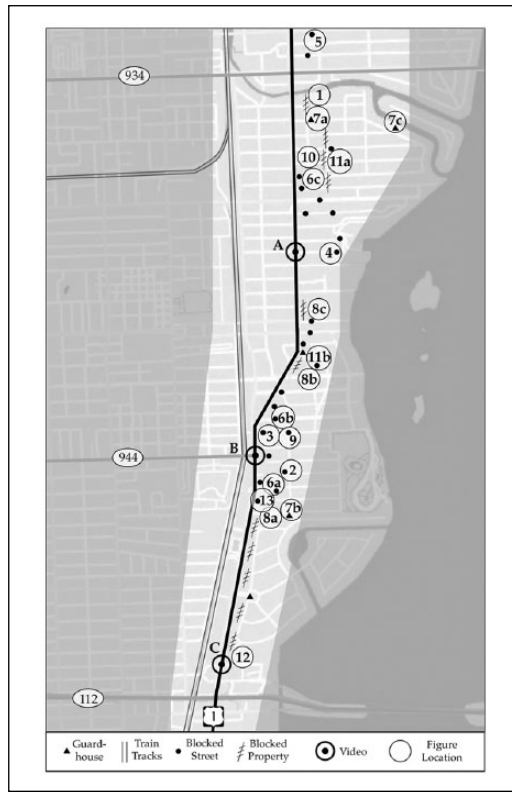 5
934
1
7a
7c
10
11a
6c
A
4
8c
11b
8b
6b
3
9
B
944
2
6a
13
7b
8a
C
12
112
1
Guard-house
Train Tracks
Blocked Street
Blocked Property
Video
Figure Location